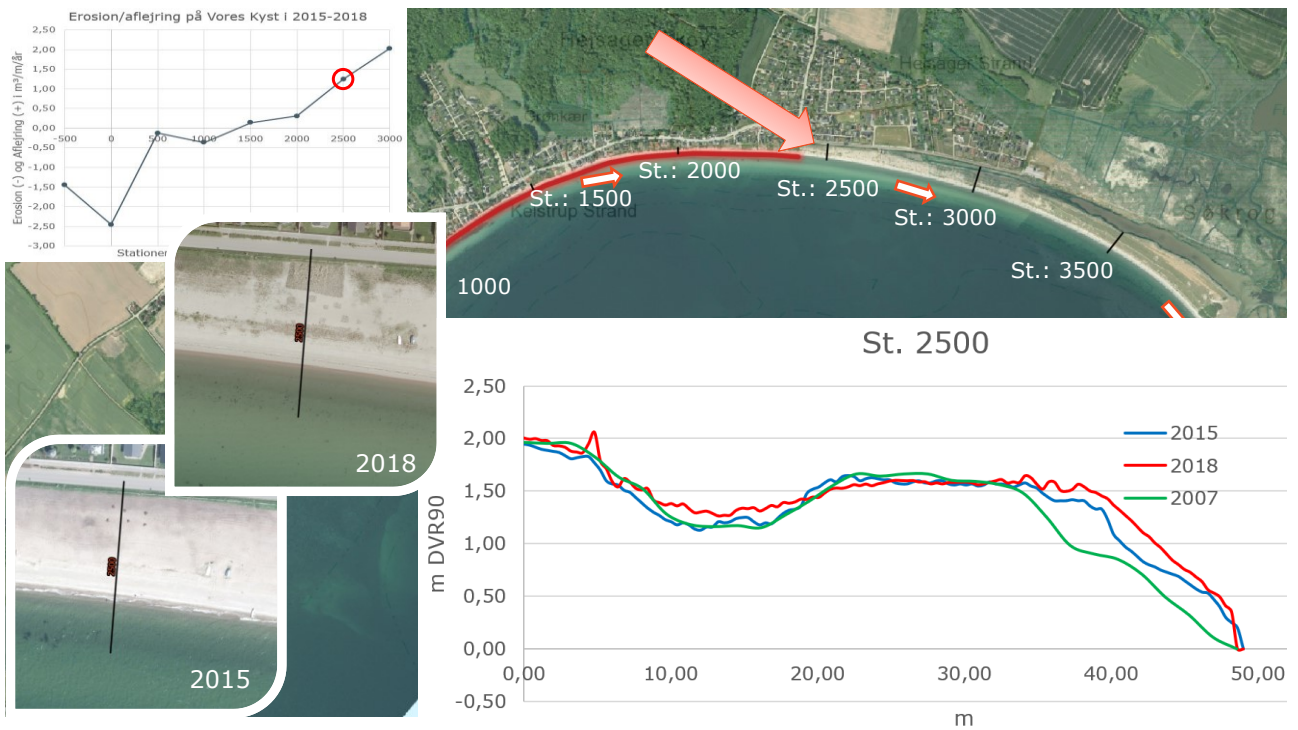 Erosion/aflejring på Vores Kyst i 2015-2018
Erosion (-) og Aflejring (+) i m³/m/år
2,50
2,00
1,50
1,00
0,50
0,00
-0,50
-1,00
-1,50
-2,00
-2,50
-3,00
-500
0
500
1000
1500
2000
2500
3000
Stationer
Hejsager Strand
Kelstrup Strand
Søkrog
St.: 1500
St.: 2000
St.: 2500
St.: 3000
St.: 3500
1000
2018
2015
St. 2500
m DVR90
2,50
2,00
1,50
1,00
0,50
0,00
-0,50
0,00
10,00
20,00
30,00
40,00
50,00
m
2015
2018
2007